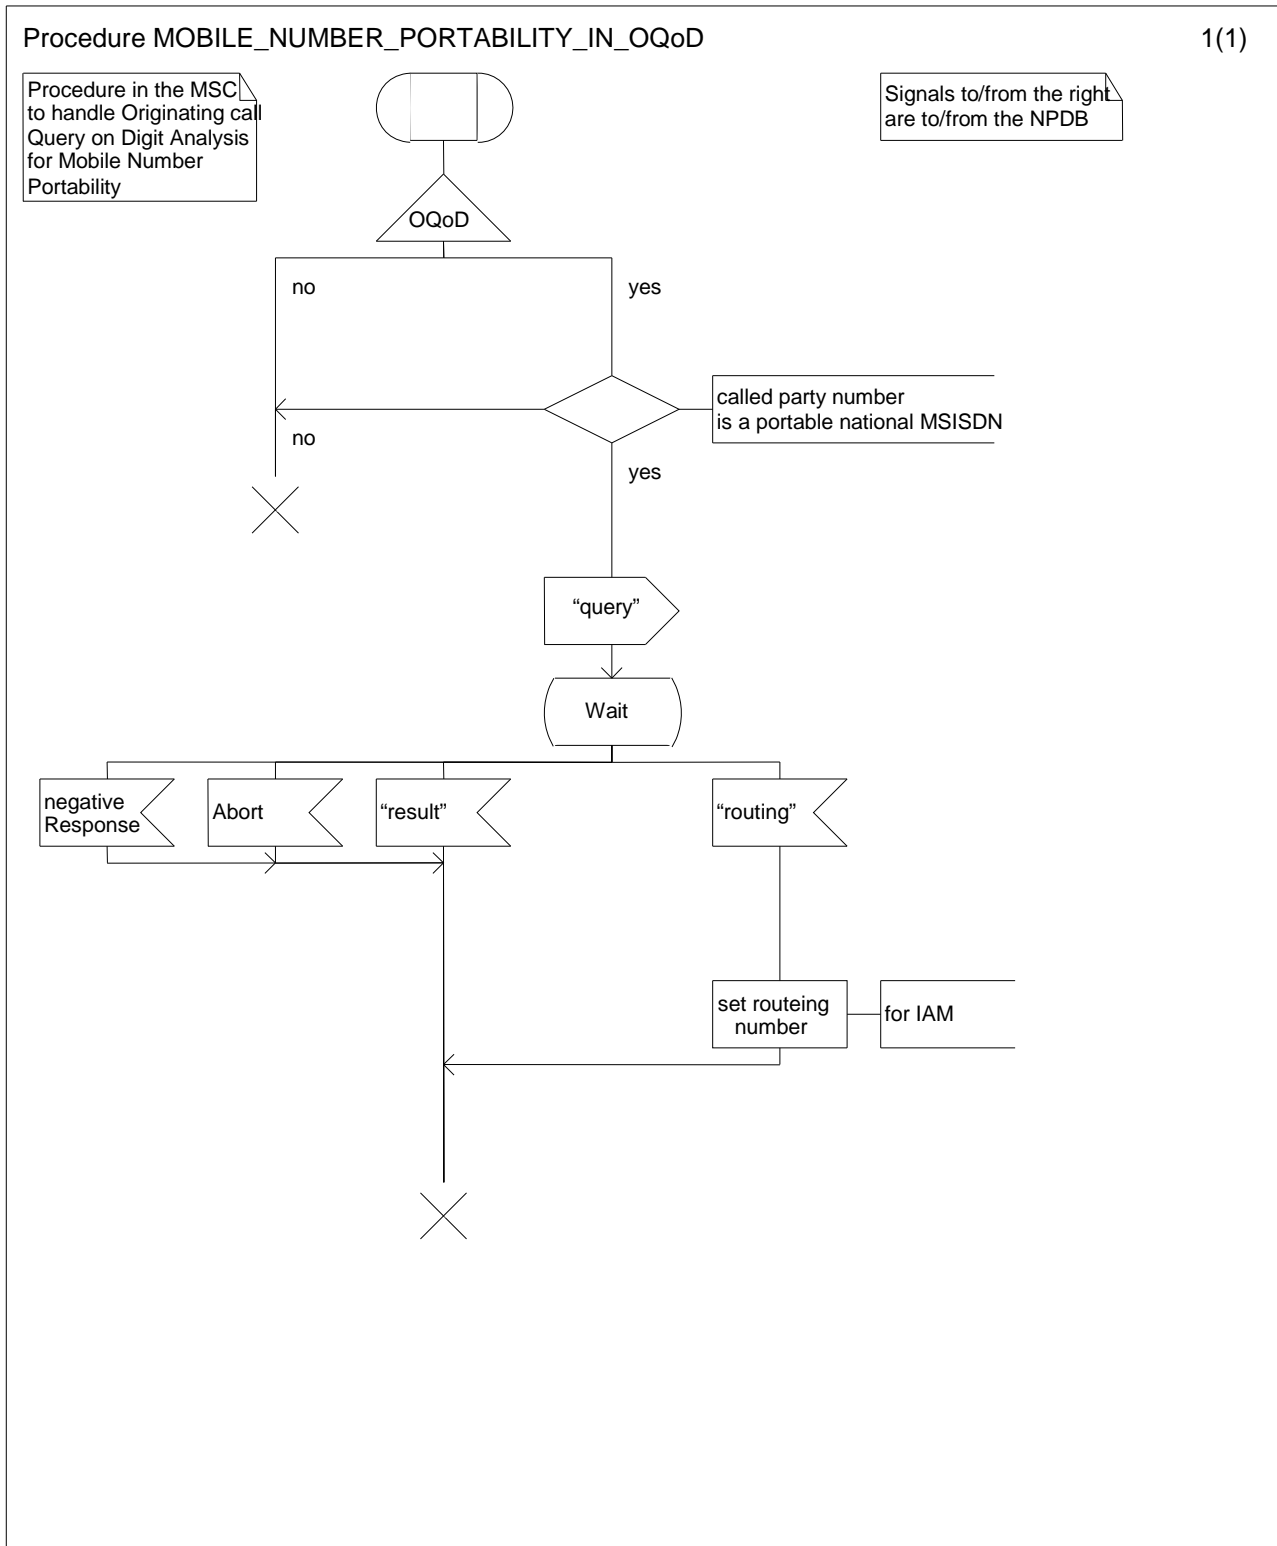 Procedure MOBILE_NUMBER_PORTABILITY_IN_OQoD
1(1)
Procedure in the MSC
to handle Originating call
Query on Digit Analysis
for Mobile Number
Portability
Signals to/from the right
are to/from the NPDB
OQoD
no
yes
called party number
is a portable national MSISDN
no
yes
“query”
Wait
negative
Response
Abort
“result”
“routing”
set routeing
number
for IAM